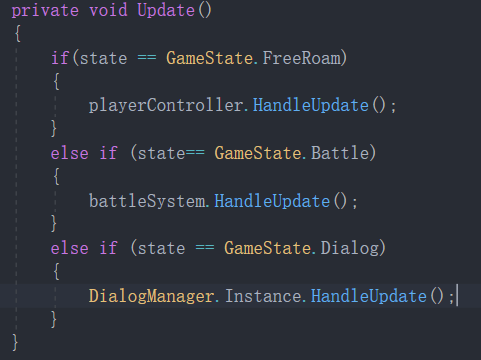 private void Update()
{
if(state == GameState.FreeRoam)
{
playerController.HandleUpdate();
}
else if (state== GameState.Battle)
{
battleSystem.HandleUpdate();
}
else if (state == GameState.Dialog)
{
DialogManager.Instance.HandleUpdate();
}
}